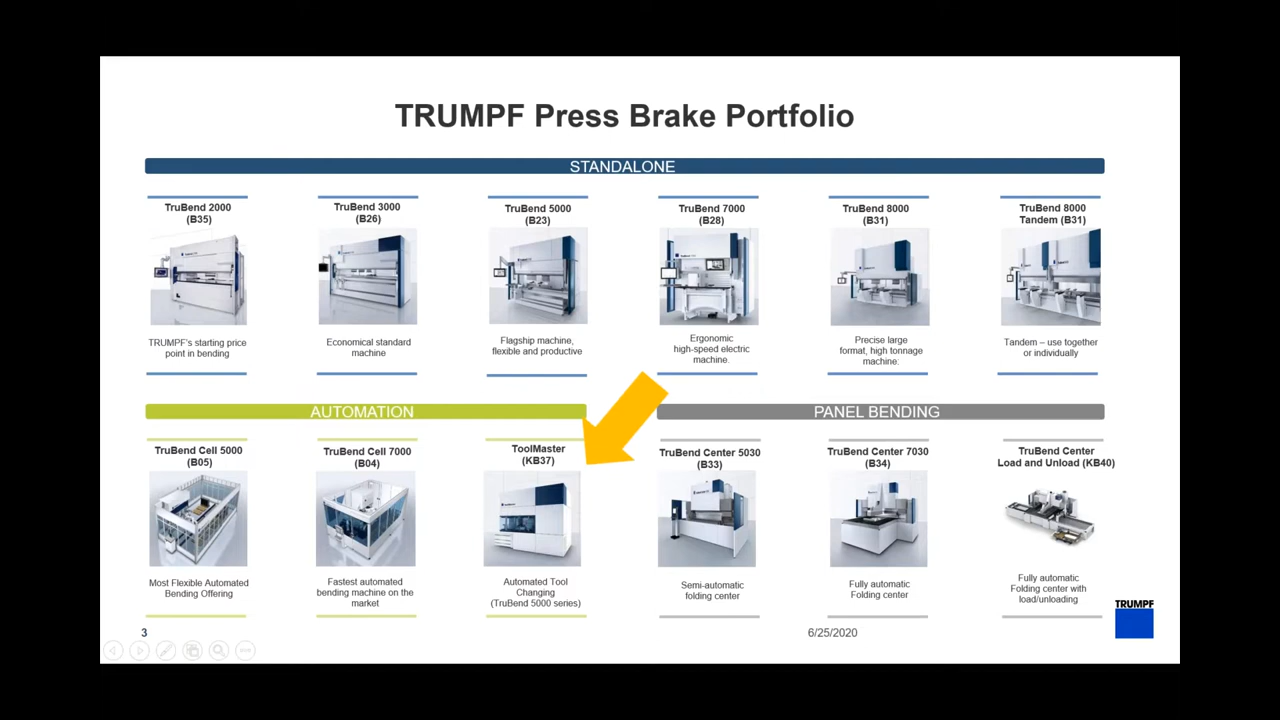 TRUMPF Press Brake Portfolio
STANDALONE
TruBend 2000
(B35)
TRUMPF's starting price
point in bending
TruBend 3000
(B26)
Economical standard
machine
TruBend 5000
(B23)
Flagship machine,
flexible and productive
TruBend 7000
(B28)
Ergonomic
high-speed electric
machine.
TruBend 8000
(B31)
Precise large
format, high tonnage
machine:
TruBend 8000
Tandem (B31)
Tandem – use together
or individually
AUTOMATION
TruBend Cell 5000
(B05)
Most Flexible Automated
Bending Offering
TruBend Cell 7000
(B04)
Fastest automated
bending machine on the
market
ToolMaster
(KB37)
Automated Tool
Changing
(TruBend 5000 series)
PANEL BENDING
TruBend Center 5030
(B33)
Semi-automatic
folding center
TruBend Center 7030
(B34)
Fully automatic
Folding center
TruBend Center
Load and Unload (KB40)
Fully automatic
Folding center with
load/unloading
3
6/25/2020
TRUMPF